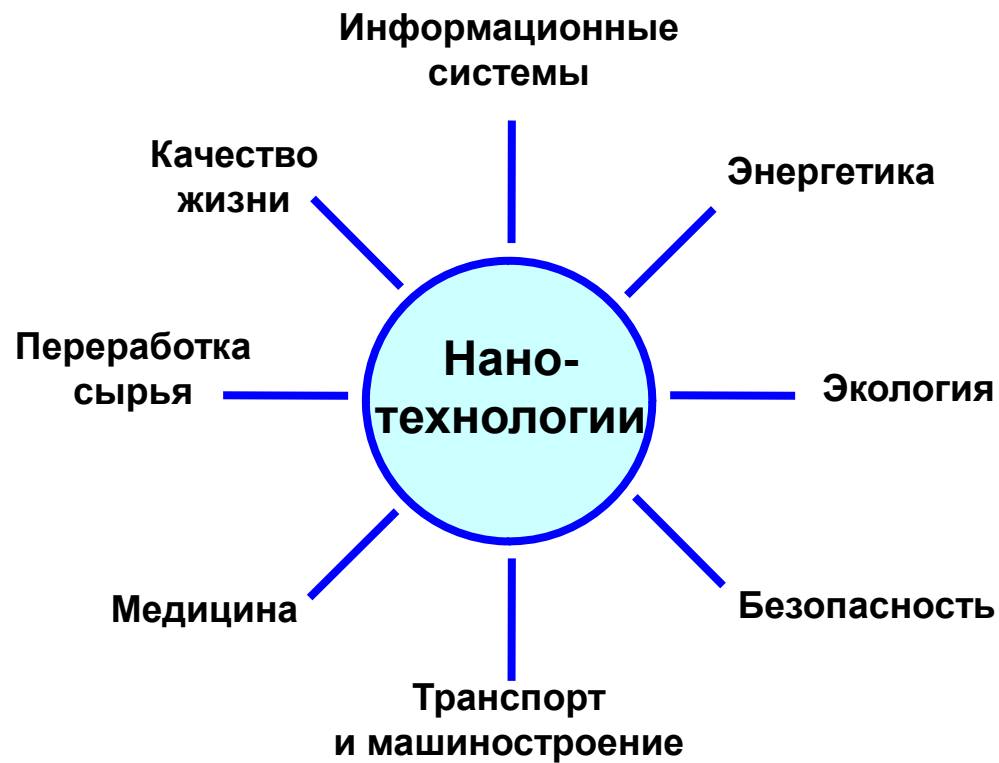 Информационные
системы
Качество
жизни
Энергетика
Переработка
сырья
Нано-
технологии
Экология
Медицина
Безопасность
Транспорт
и машиностроение